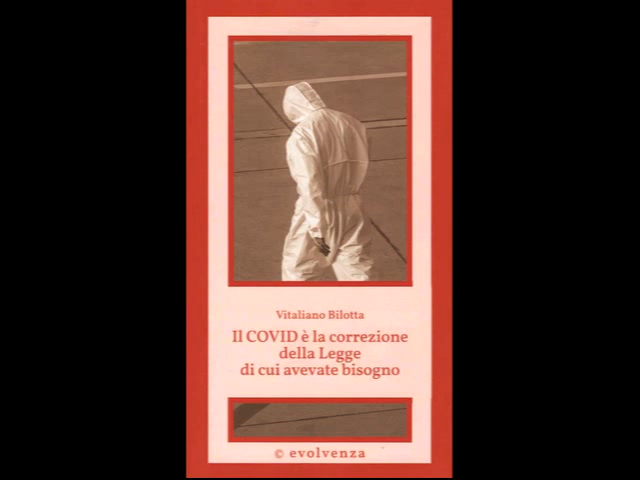 Vitaliano Bilotta
Il COVID è la correzione
della Legge
di cui avevate bisogno
© evolvenza